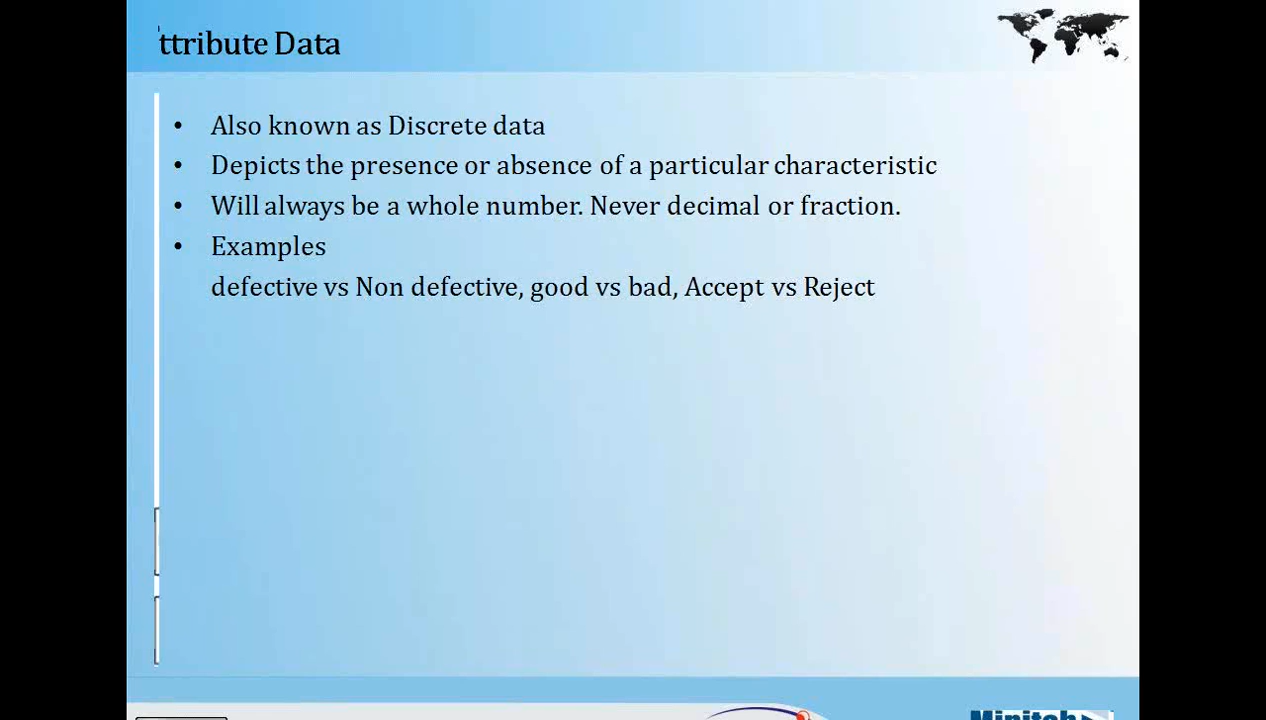 ttribute Data
• Also known as Discrete data
• Depicts the presence or absence of a particular characteristic
• Will always be a whole number. Never decimal or fraction.
• Examples
defective vs Non defective, good vs bad, Accept vs Reject
Minitab